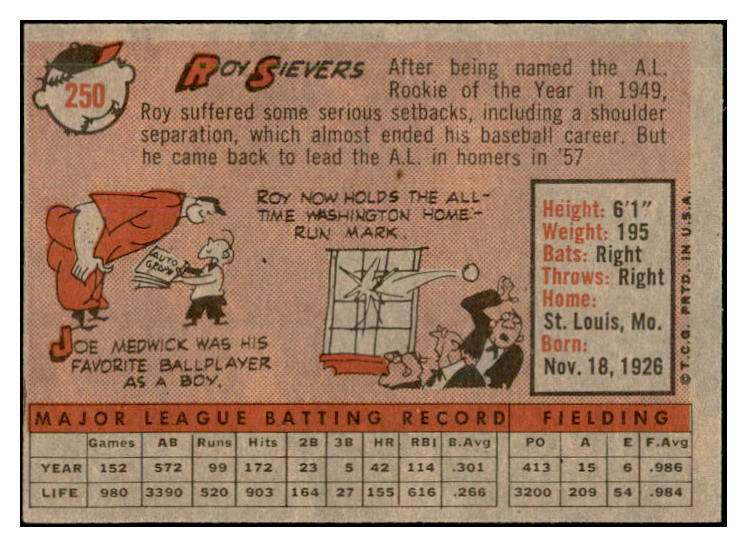 250
ROY SIEVERS
After being named the A.L.
Rookie of the Year in 1949,
Roy suffered some serious setbacks, including a shoulder
separation, which almost ended his baseball career. But
he came back to lead the A.L. in homers in '57
AUTO
GRAPH
JOE MEDWICK WAS HIS
FAVORITE BALLPLAYER
AS A BOY.
ROY NOW HOLDS THE ALL-
TIME WASHINGTON HOME-
RUN MARK.
Height: 6'1"
Weight: 195
Bats: Right
Throws: Right
Home:
St. Louis, Mo.
Born:
Nov. 18, 1926
© T.C.G. PRTD. IN U.S.A.
MAJOR LEAGUE BATTING RECORD FIELDING
Games AB Runs Hits 2B 3B HR RBI B.Avg PO A E F.Avg
YEAR 152 572 99 172 23 5 42 114 .301 413 15 6 .986
LIFE 980 3390 520 903 164 27 155 616 .266 3200 209 54 .984